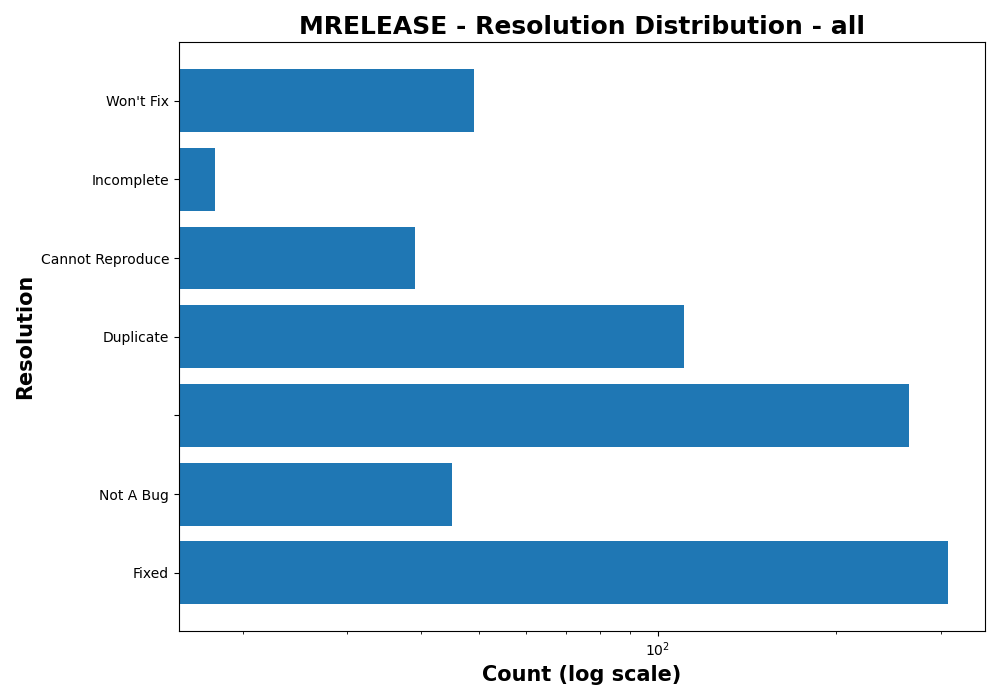 MRELEASE - Resolution Distribution - all
Won't Fix
Incomplete
Cannot Reproduce
Duplicate
Not A Bug
Fixed
Resolution
10²
Count (log scale)